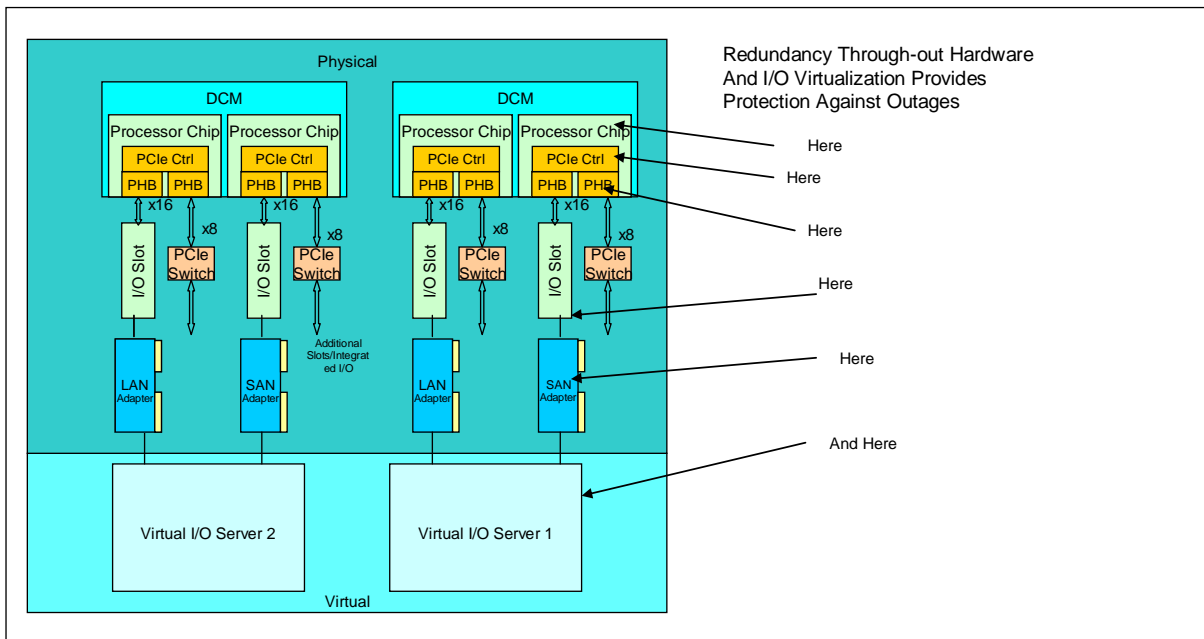 Redundancy Through-out Hardware
And I/O Virtualization Provides
Protection Against Outages
Physical
DCM
DCM
Processor Chip
Processor Chip
Processor Chip
Processor Chip
Here
PCIe Ctrl
PCIe Ctrl
PCIe Ctrl
PCIe Ctrl
Here
PHB
PHB
PHB
PHB
PHB
PHB
PHB
PHB
x16
x16
x16
x16
Here
x8
x8
x8
x8
I/O Slot
PCIe
Switch
I/O Slot
PCIe
Switch
I/O Slot
PCIe
Switch
I/O Slot
PCIe
Switch
Here
Additional
Slots/Integrat
ed I/O
LAN
Adapter
SAN
Adapter
LAN
Adapter
SAN
Adapter
Here
And Here
Virtual I/O Server 2
Virtual I/O Server 1
Virtual